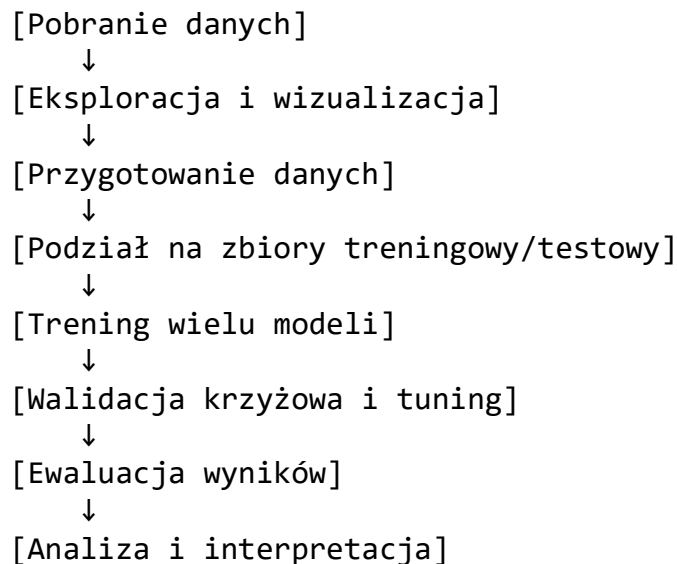 [Pobranie danych]
↓
[Eksploracja i wizualizacja]
↓
[Przygotowanie danych]
↓
[Podział na zbiory treningowy/testowy]
↓
[Trening wielu modeli]
↓
[Walidacja krzyżowa i tuning]
↓
[Ewaluacja wyników]
↓
[Analiza i interpretacja]